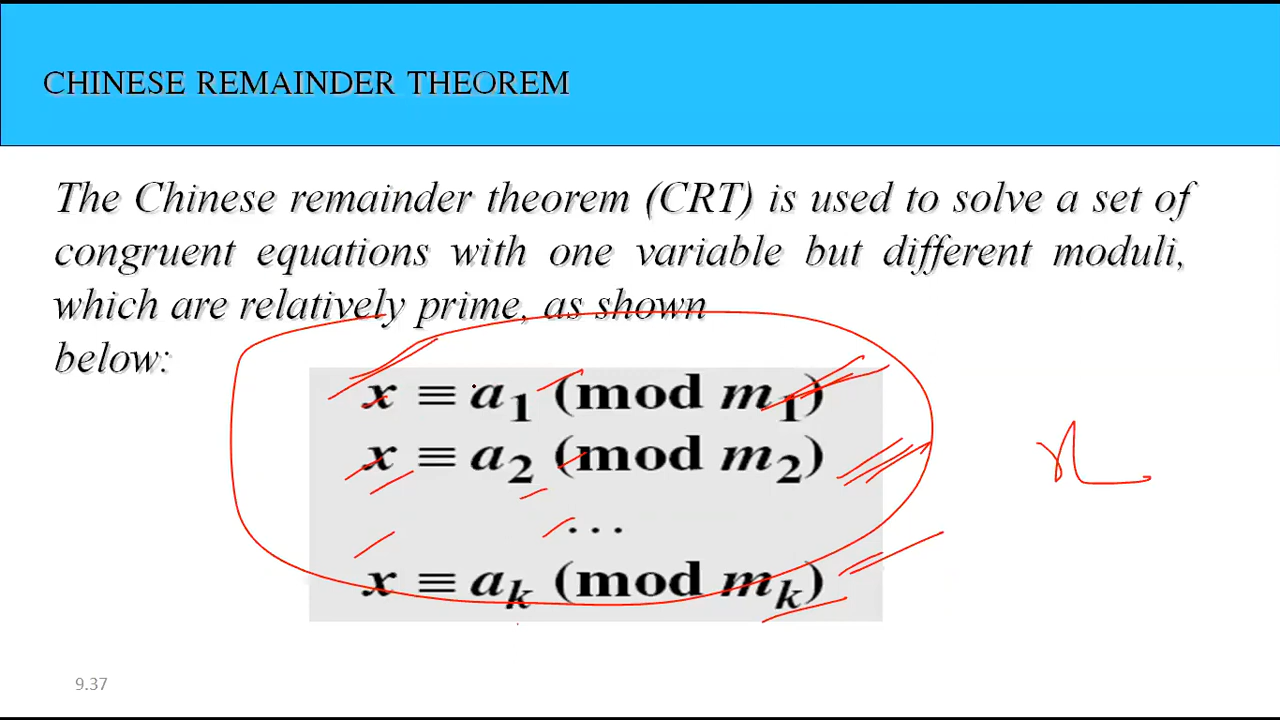 CHINESE REMAINDER THEOREM
The Chinese remainder theorem (CRT) is used to solve a set of
congruent equations with one variable but different moduli,
which are relatively prime, as shown
below:
x ≡ a₁ (mod m₁)
x ≡ a₂ (mod m₂)
...
x ≡ aₖ (mod mₖ)
x
9.37